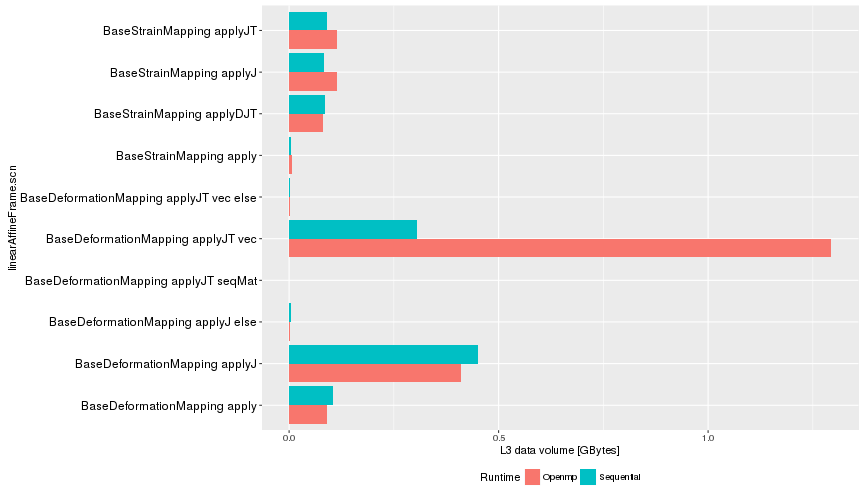 BaseStrainMapping applyJT
BaseStrainMapping applyJ
BaseStrainMapping applyDJT
BaseStrainMapping apply
BaseDeformationMapping applyJT vec else
BaseDeformationMapping applyJT vec
BaseDeformationMapping applyJT seqMat
BaseDeformationMapping applyJ else
BaseDeformationMapping applyJ
BaseDeformationMapping apply
linearAffineFrame.scn
0.0 0.5 1.0
L3 data volume [GBytes]
Runtime Openmp Sequential